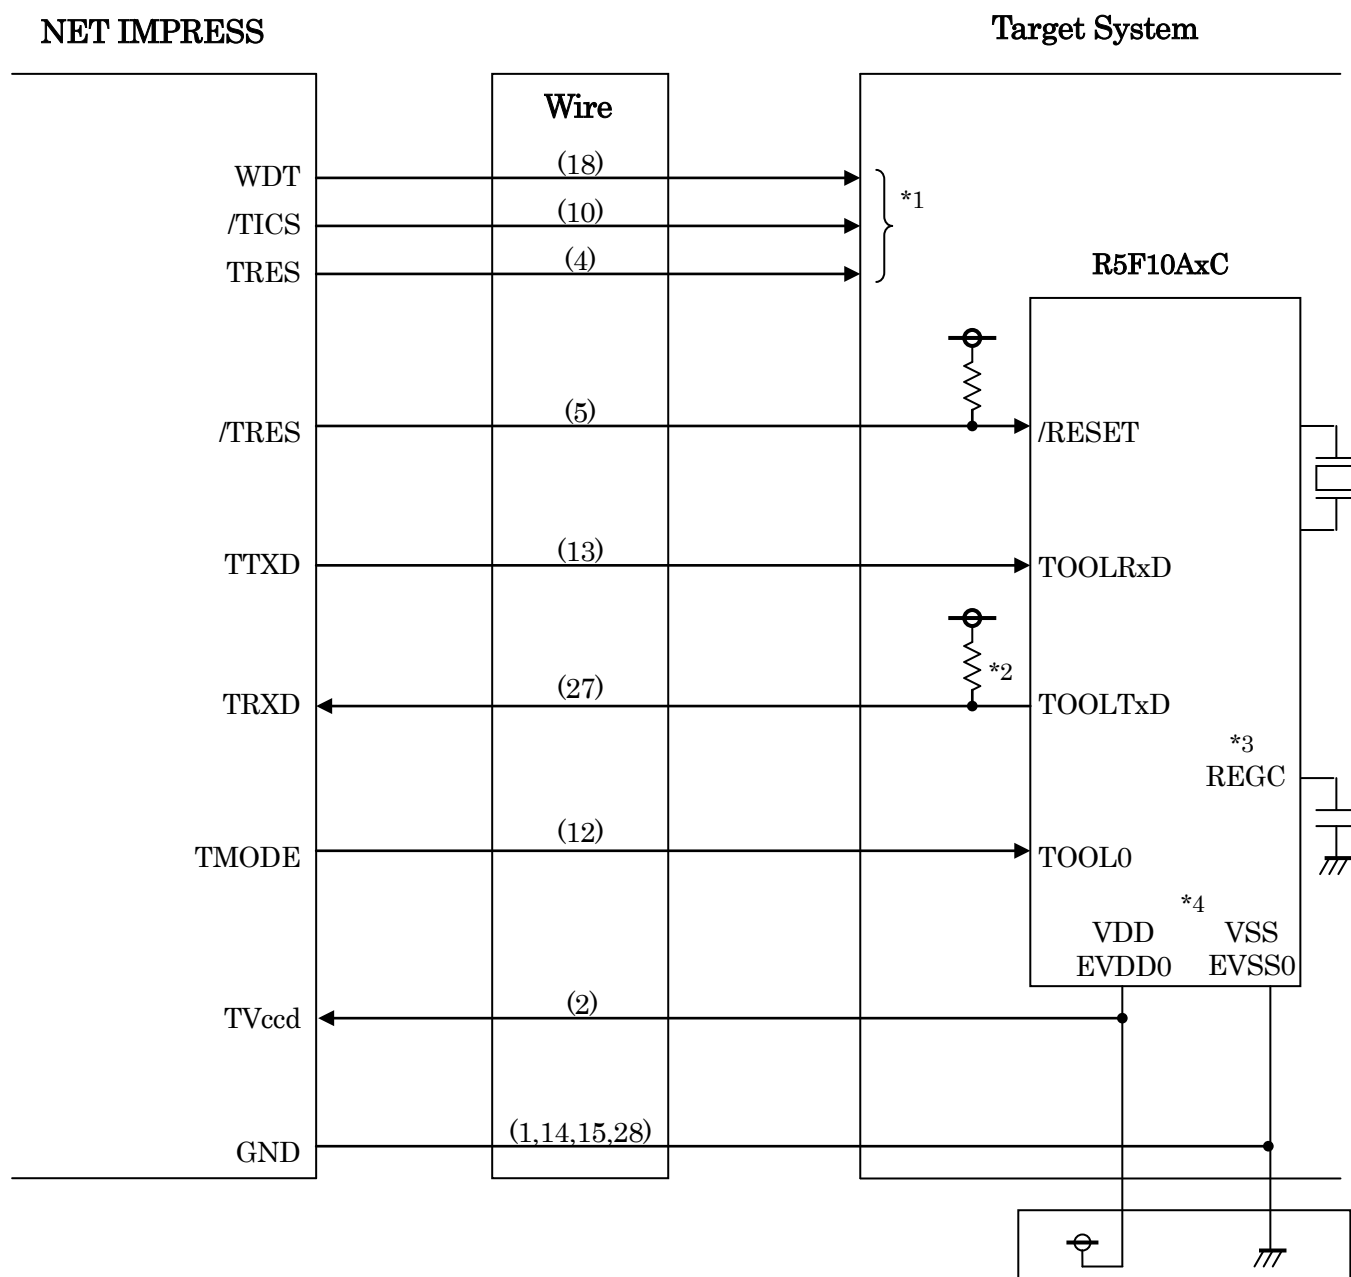 NET IMPRESS
Target System
Wire
WDT
(18)
*1
/TICS
(10)
TRES
(4)
R5F10AxC
/TRES
(5)
/RESET
TTXD
(13)
TOOLRxD
*2
TRXD
(27)
TOOLTxD
*3
REGC
TMODE
(12)
TOOL0
*4
VDD
VSS
EVDD0
EVSS0
TVccd
(2)
GND
(1,14,15,28)